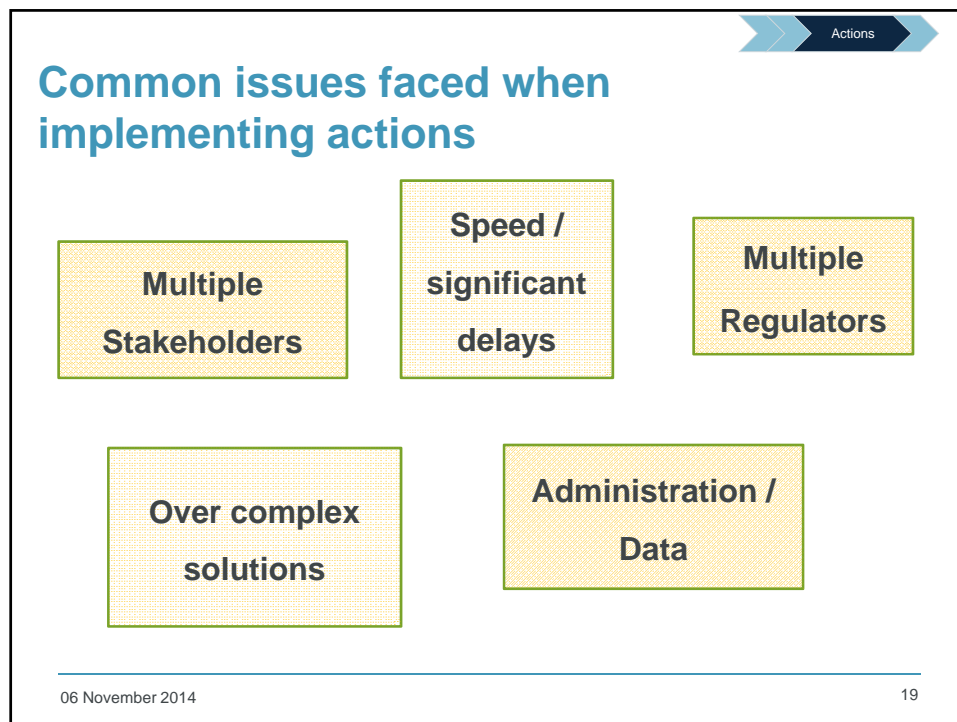 Actions
Common issues faced when
implementing actions
Speed /
significant
delays
Multiple
Stakeholders
Multiple
Regulators
Over complex
solutions
Administration /
Data
06 November 2014
19